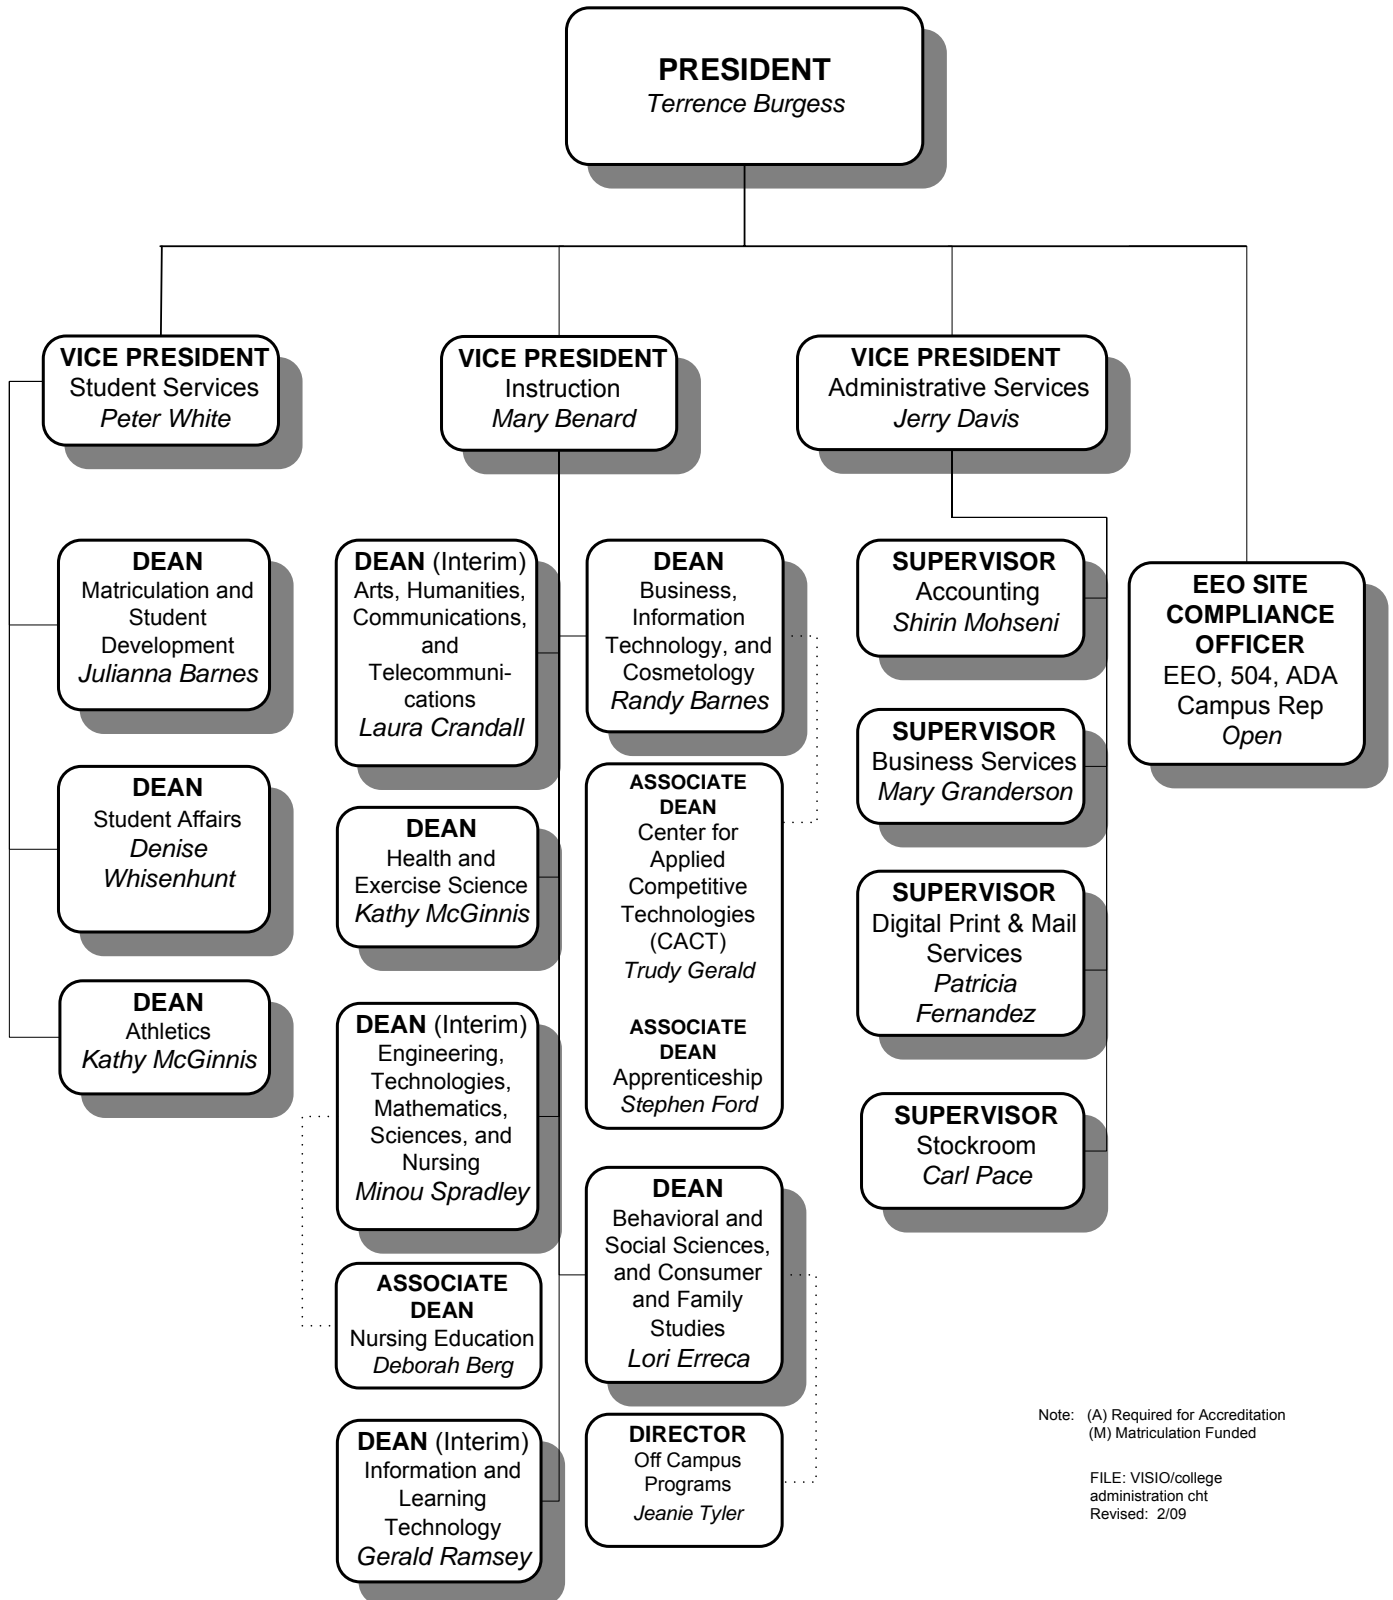 PRESIDENT
Terrence Burgess
VICE PRESIDENT
Student Services
Peter White
VICE PRESIDENT
Instruction
Mary Benard
VICE PRESIDENT
Administrative Services
Jerry Davis
DEAN
Matriculation and
Student
Development
Julianna Barnes
DEAN
Student Affairs
Denise
Whisenhunt
DEAN
Athletics
Kathy McGinnis
DEAN (Interim)
Arts, Humanities,
Communications,
and
Telecommuni-
cations
Laura Crandall
DEAN
Health and
Exercise Science
Kathy McGinnis
DEAN (Interim)
Engineering,
Technologies,
Mathematics,
Sciences, and
Nursing
Minou Spradley
ASSOCIATE
DEAN
Nursing Education
Deborah Berg
DEAN (Interim)
Information and
Learning
Technology
Gerald Ramsey
DEAN
Business,
Information
Technology, and
Cosmetology
Randy Barnes
ASSOCIATE
DEAN
Center for
Applied
Competitive
Technologies
(CACT)
Trudy Gerald
ASSOCIATE
DEAN
Apprenticeship
Stephen Ford
DEAN
Behavioral and
Social Sciences,
and Consumer
and Family
Studies
Lori Erreca
DIRECTOR
Off Campus
Programs
Jeanie Tyler
SUPERVISOR
Accounting
Shirin Mohseni
SUPERVISOR
Business Services
Mary Granderson
SUPERVISOR
Digital Print & Mail
Services
Patricia
Fernandez
SUPERVISOR
Stockroom
Carl Pace
EEO SITE
COMPLIANCE
OFFICER
EEO, 504, ADA
Campus Rep
Open
Note: (A) Required for Accreditation
(M) Matriculation Funded
FILE: VISIO/college
administration cht
Revised: 2/09